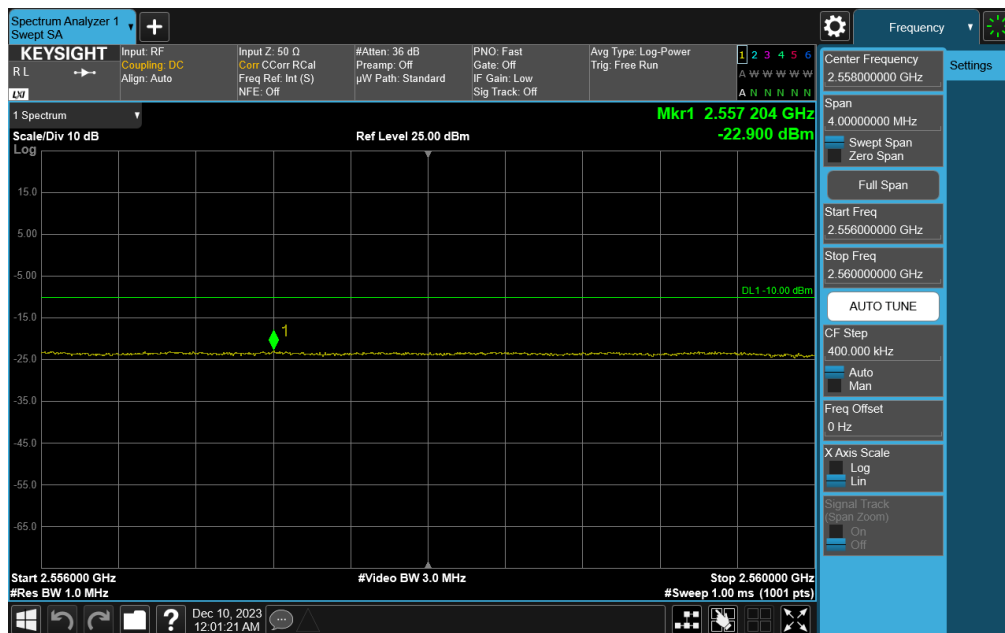 Spectrum Analyzer 1
Swept SA
KEYSIGHT
R L
LXI
Input: RF
Coupling: DC
Align: Auto
Input Z: 50 Ω
Corr CCorr RCal
Freq Ref: Int (S)
NFE: Off
#Atten: 36 dB
Preamp: Off
µW Path: Standard
PNO: Fast
Gate: Off
IF Gain: Low
Sig Track: Off
Avg Type: Log-Power
Trig: Free Run
1 2 3 4 5 6
A W W W W W
A N N N N N
1 Spectrum
Scale/Div 10 dB
Log
Ref Level 25.00 dBm
Mkr1 2.557 204 GHz
-22.900 dBm
15.0
5.00
-5.00
DL1 -10.00 dBm
-15.0
1
-25.0
-35.0
-45.0
-55.0
-65.0
Start 2.556000 GHz
#Video BW 3.0 MHz
Stop 2.560000 GHz
#Res BW 1.0 MHz
#Sweep 1.00 ms (1001 pts)
Frequency
Settings
Center Frequency
2.558000000 GHz
Span
4.00000000 MHz
Swept Span
Zero Span
Full Span
Start Freq
2.556000000 GHz
Stop Freq
2.560000000 GHz
AUTO TUNE
CF Step
400.000 kHz
Auto
Man
Freq Offset
0 Hz
X Axis Scale
Log
Lin
Signal Track
(Span Zoom)
On
Off
?
Dec 10, 2023
12:01:21 AM